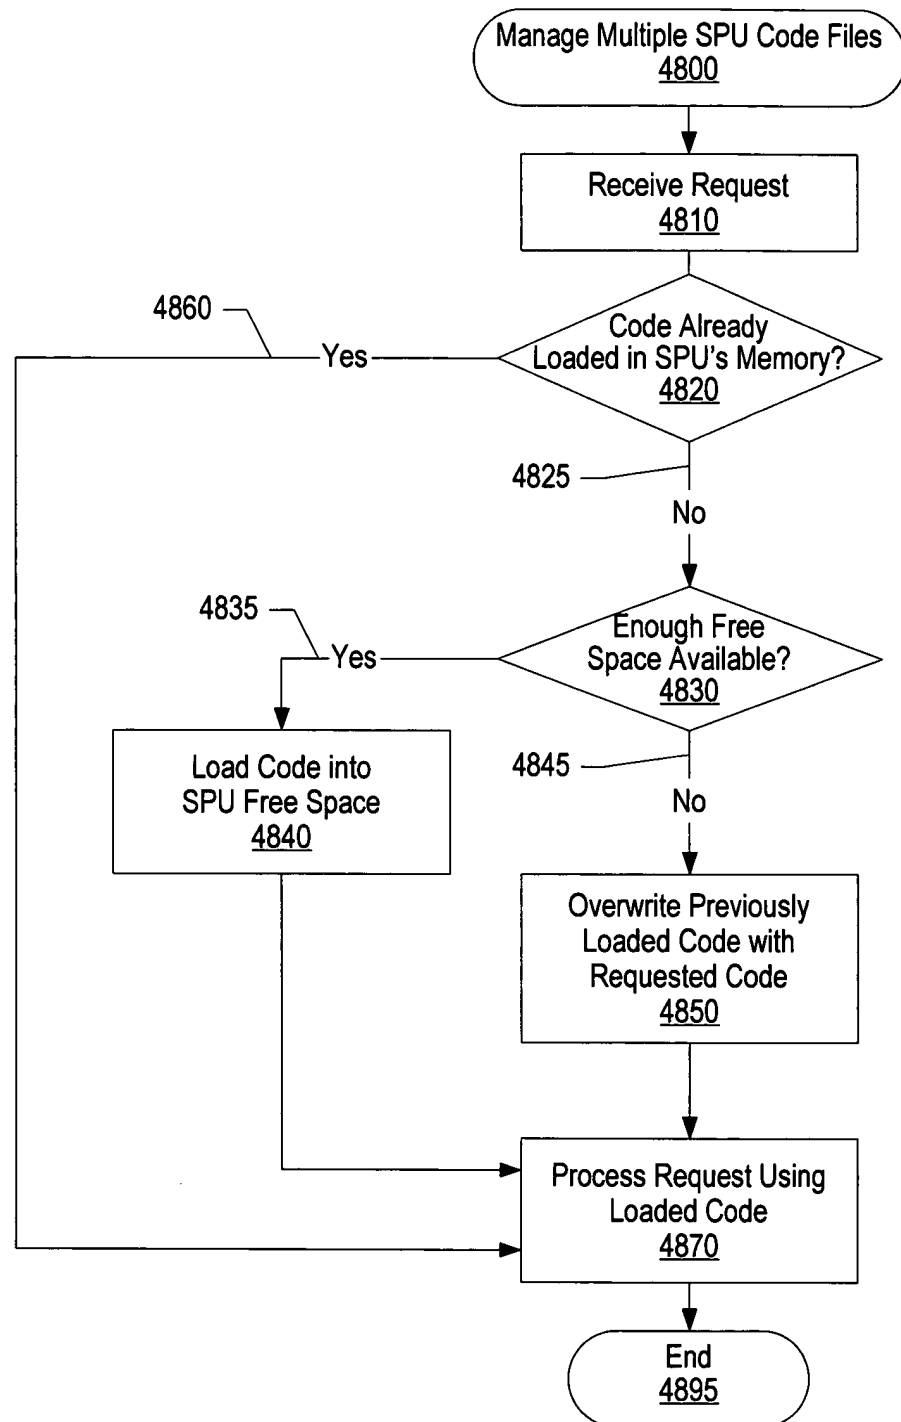 Manage Multiple SPU Code Files
4800
Receive Request
4810
4860
Yes
Code Already
Loaded in SPU's Memory?
4820
4825
No
4835
Yes
Enough Free
Space Available?
4830
Load Code into
SPU Free Space
4840
4845
No
Overwrite Previously
Loaded Code with
Requested Code
4850
Process Request Using
Loaded Code
4870
End
4895